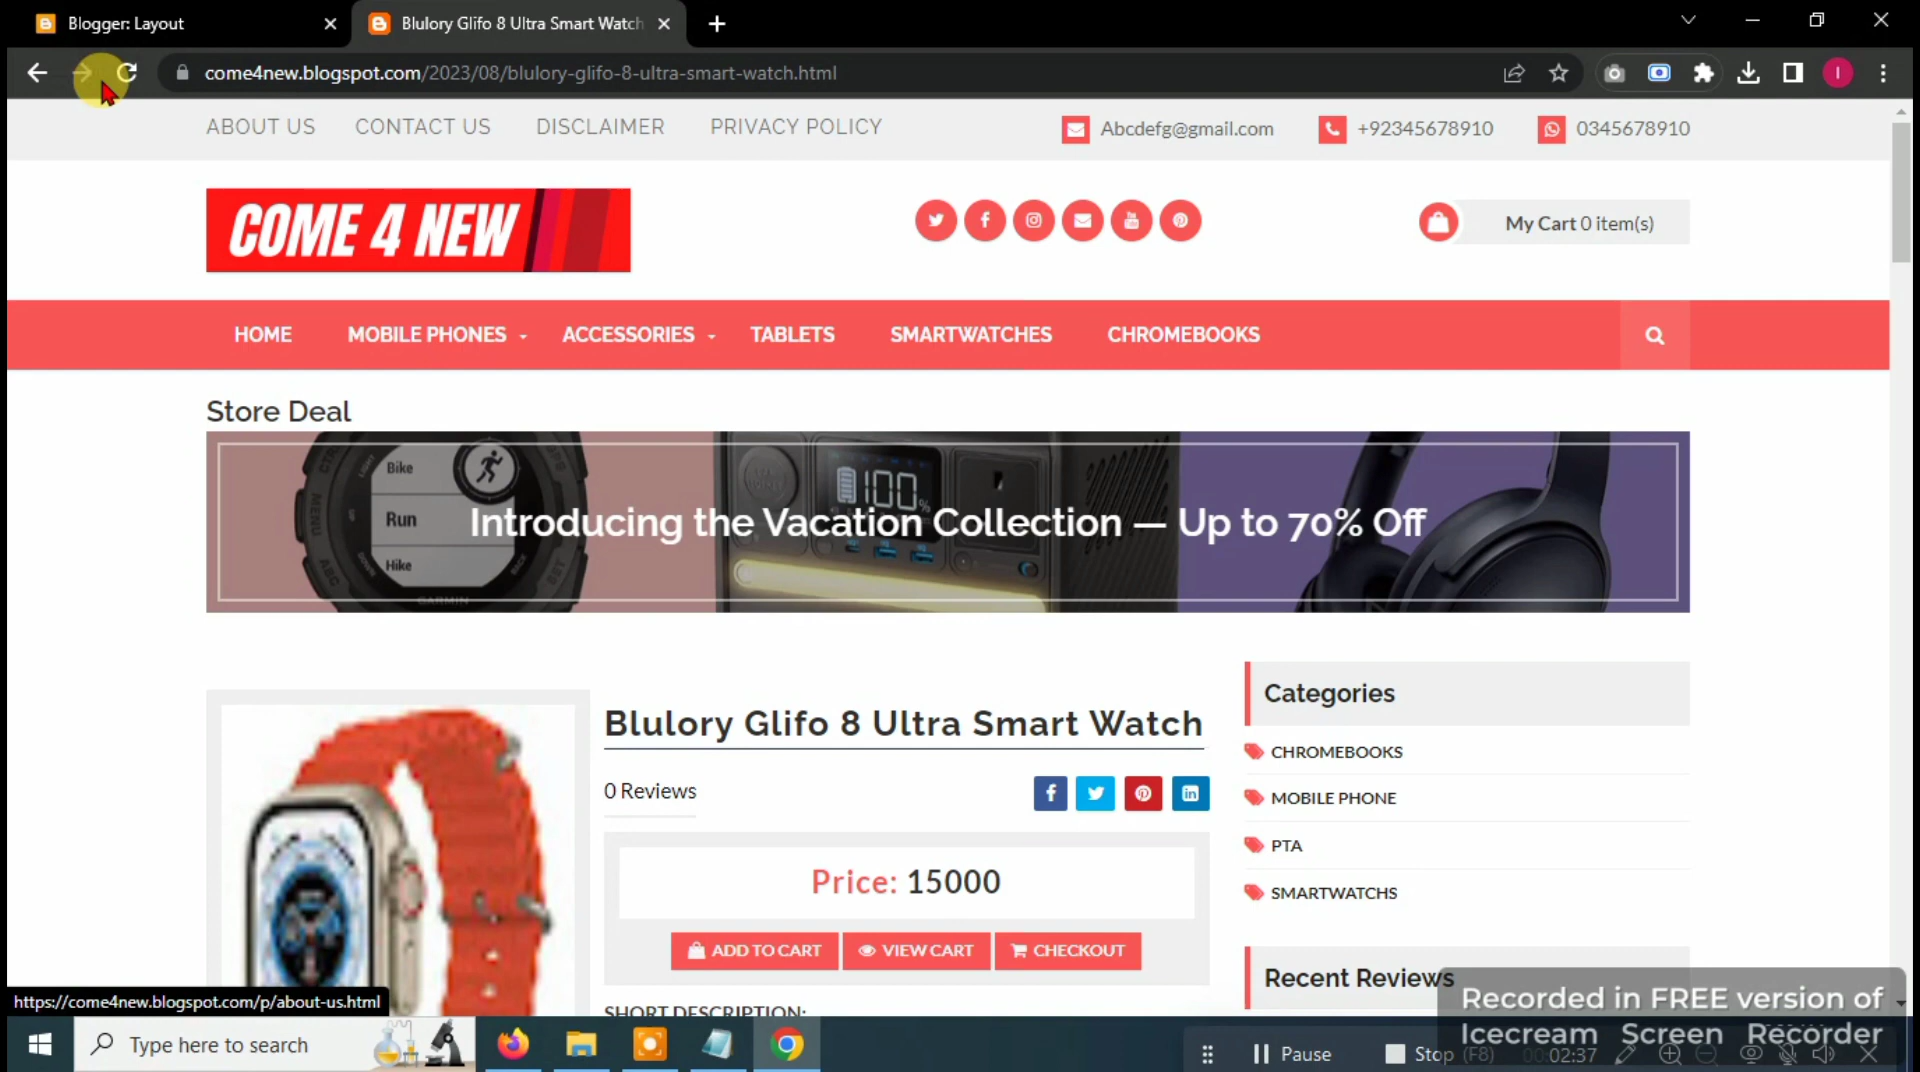 Blogger: Layout
Blulory Glifo 8 Ultra Smart Watch
come4new.blogspot.com/2023/08/blulory-glifo-8-ultra-smart-watch.html
I
ABOUT US CONTACT US DISCLAIMER PRIVACY POLICY
Abcdefg@gmail.com +92345678910 0345678910
COME 4 NEW
My Cart 0 item(s)
HOME MOBILE PHONES ACCESSORIES TABLETS SMARTWATCHES CHROMEBOOKS
Store Deal
Bike
Run
Hike
MENU
GARMIN
100%
Introducing the Vacation Collection — Up to 70% Off
Blulory Glifo 8 Ultra Smart Watch
0 Reviews
Price: 15000
ADD TO CART VIEW CART CHECKOUT
SHORT DESCRIPTION:
Categories
CHROMEBOOKS
MOBILE PHONE
PTA
SMARTWATCHS
Recent Reviews
https://come4new.blogspot.com/p/about-us.html
Recorded in FREE version of
Icecream Screen Recorder
Type here to search
Pause Stop (F8) 00:02:37